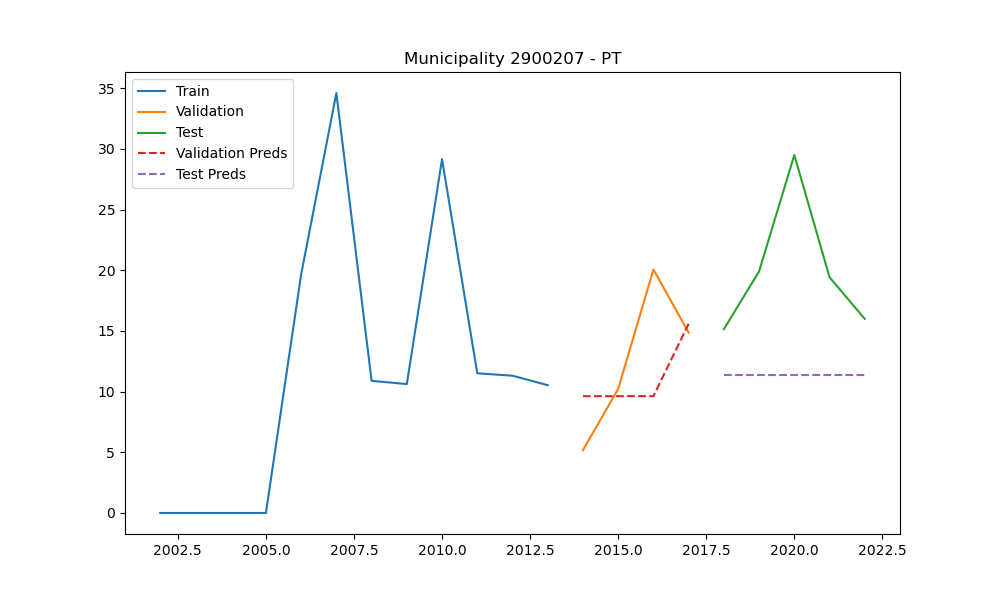 Municipality 2900207 - PT
Train
Validation
Test
Validation Preds
Test Preds
35
30
25
20
15
10
5
0
2002.5 2005.0 2007.5 2010.0 2012.5 2015.0 2017.5 2020.0 2022.5